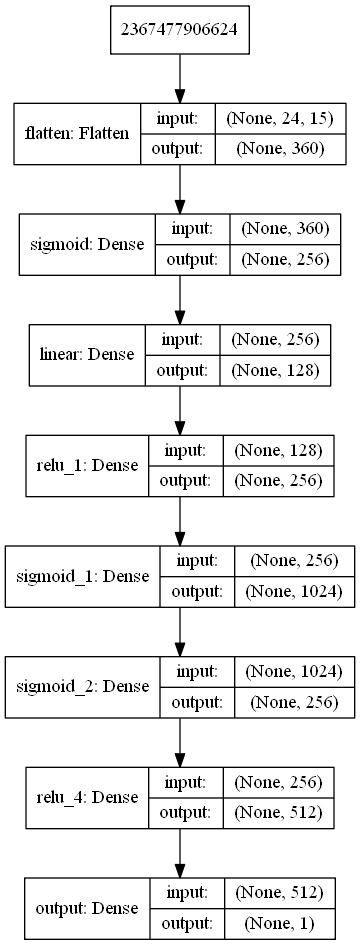 2367477906624
flatten: Flatten
input: (None, 24, 15)
output: (None, 360)
sigmoid: Dense
input: (None, 360)
output: (None, 256)
linear: Dense
input: (None, 256)
output: (None, 128)
relu_1: Dense
input: (None, 128)
output: (None, 256)
sigmoid_1: Dense
input: (None, 256)
output: (None, 1024)
sigmoid_2: Dense
input: (None, 1024)
output: (None, 256)
relu_4: Dense
input: (None, 256)
output: (None, 512)
output: Dense
input: (None, 512)
output: (None, 1)